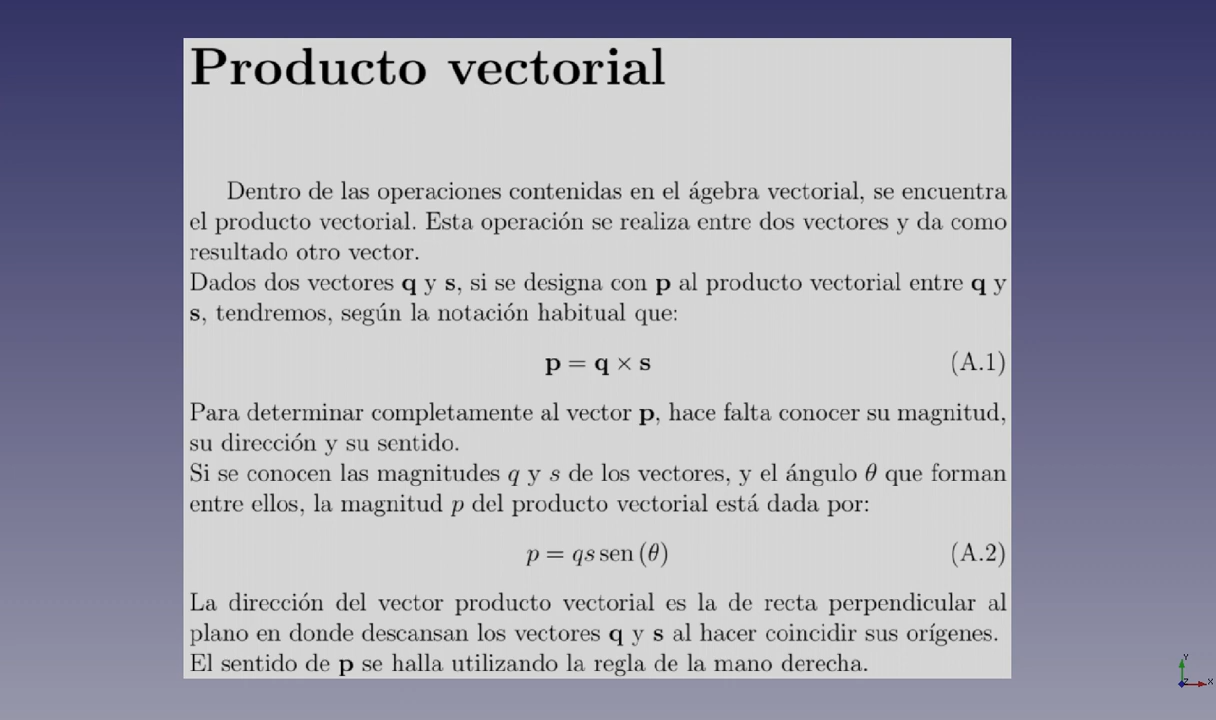 Producto vectorial
Dentro de las operaciones contenidas en el ágebra vectorial, se encuentra
el producto vectorial. Esta operación se realiza entre dos vectores y da como
resultado otro vector.
Dados dos vectores q y s, si se designa con p al producto vectorial entre q y
s, tendremos, según la notación habitual que:
p = q × s (A.1)
Para determinar completamente al vector p, hace falta conocer su magnitud,
su dirección y su sentido.
Si se conocen las magnitudes q y s de los vectores, y el ángulo θ que forman
entre ellos, la magnitud p del producto vectorial está dada por:
p = qs sen (θ) (A.2)
La dirección del vector producto vectorial es la de recta perpendicular al
plano en donde descansan los vectores q y s al hacer coincidir sus orígenes.
El sentido de p se halla utilizando la regla de la mano derecha.
Y
Z X